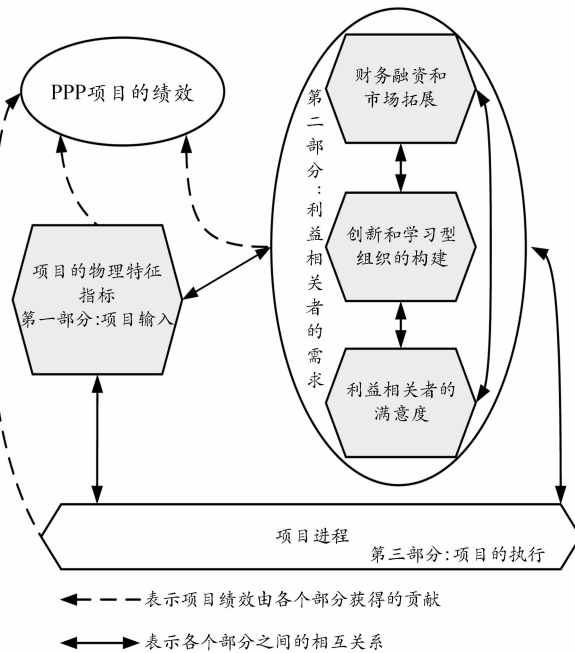 PPP项目的绩效
财务融资和
市场拓展
第二部分:利益相关者的需求
创新和学习型
组织的构建
项目的物理特征
指标
第一部分:项目输入
利益相关者的
满意度
项目进程
第三部分:项目的执行
表示项目绩效由各个部分获得的贡献
表示各个部分之间的相互关系